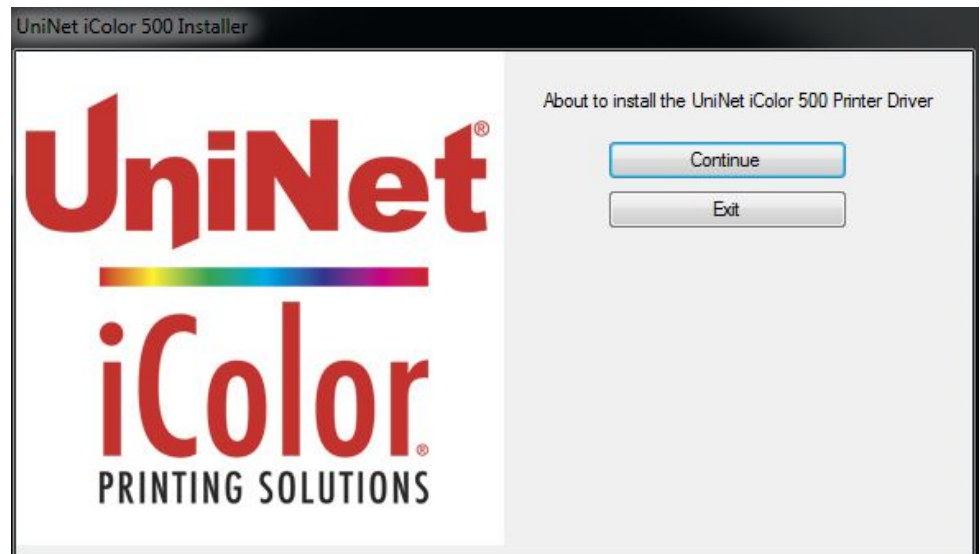 UniNet iColor 500 Installer
UniNet®
iColor®
PRINTING SOLUTIONS
About to install the UniNet iColor 500 Printer Driver
Continue
Exit